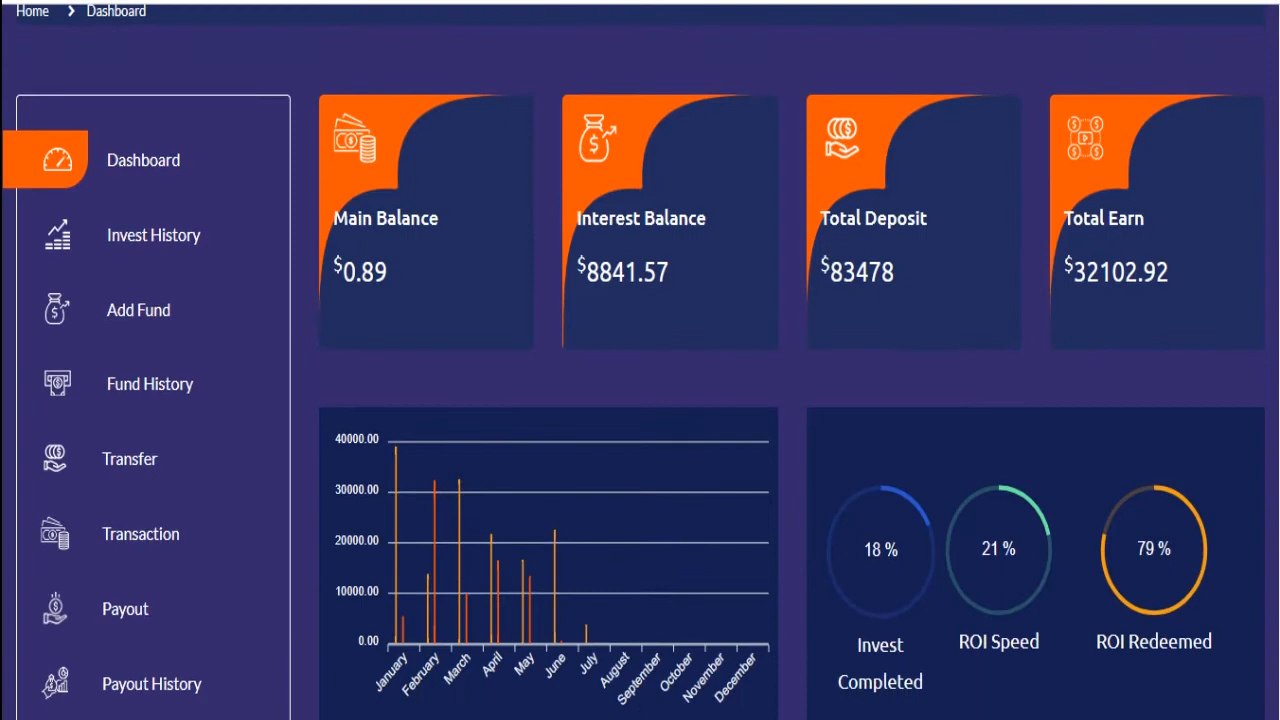 Home > Dashboard
Dashboard
Invest History
Add Fund
Fund History
Transfer
Transaction
Payout
Payout History
Main Balance
$0.89
Interest Balance
$8841.57
Total Deposit
$83478
Total Earn
$32102.92
40000.00
30000.00
20000.00
10000.00
0.00
January
February
March
April
May
June
July
August
September
October
November
December
18 %
Invest
Completed
21 %
ROI Speed
79 %
ROI Redeemed